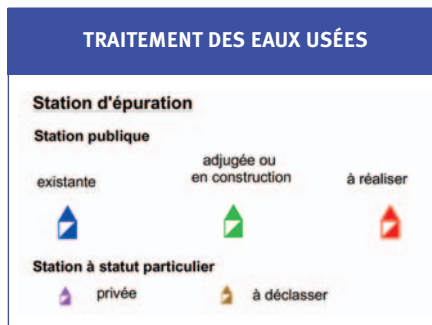 TRAITEMENT DES EAUX USÉES
Station d'épuration
Station publique
existante
adjugée ou
en construction
à réaliser
Station à statut particulier
privée
à déclasser